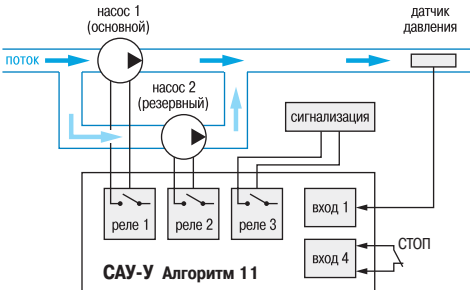 насос 1
(основной)
датчик
давления
поток
насос 2
(резервный)
сигнализация
реле 1
реле 2
реле 3
вход 1
вход 4
СТОП
САУ-У Алгоритм 11